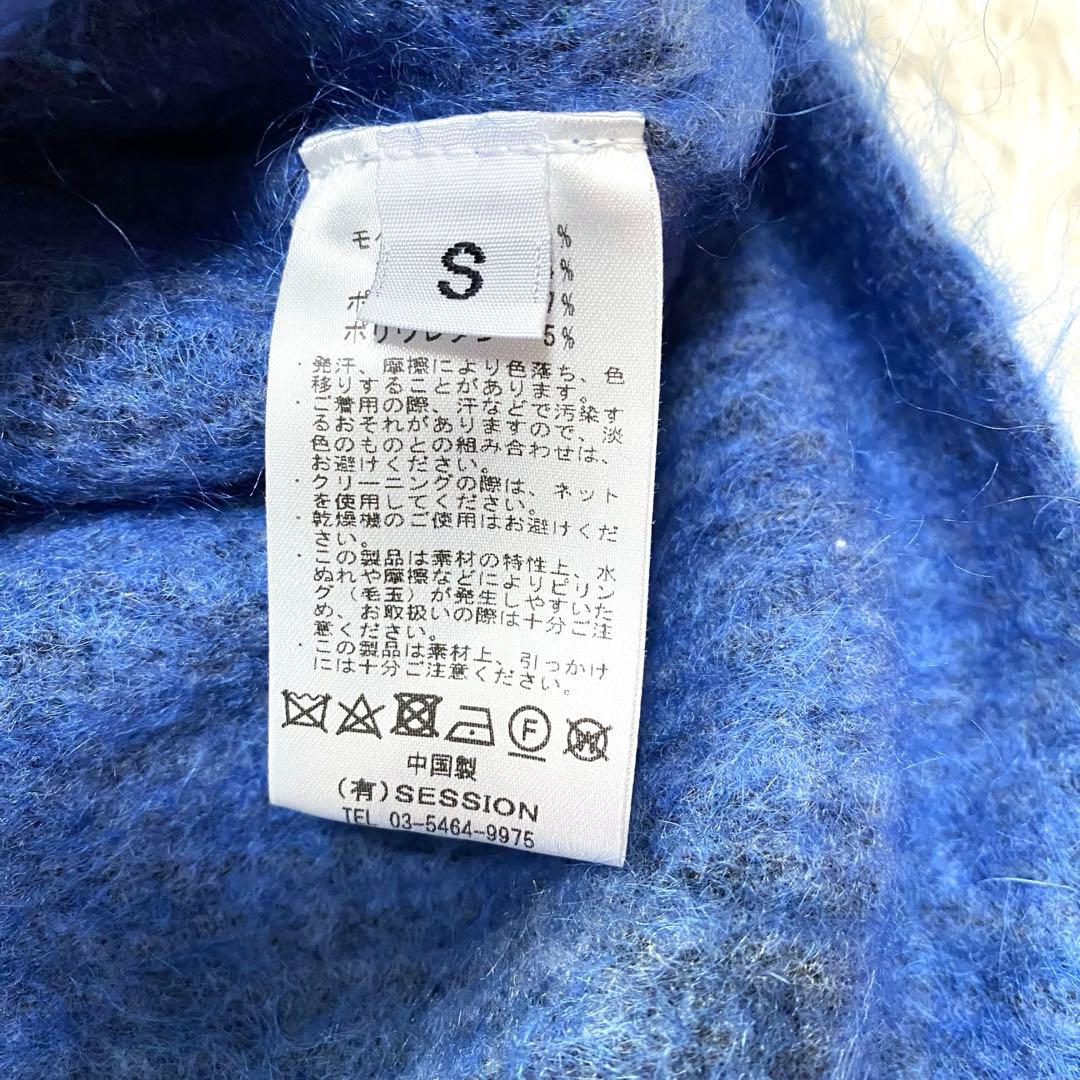 S
%
%
%
5%
・発汗、摩擦により色落ち、色
移りすることがあります。
・ご着用の際、汗などで汚染す
るおそれがありますので、淡
色のものとの組み合わせは、
お避けください。
・クリーニングの際は、ネット
を使用してください。
・乾燥機のご使用はお避けくだ
さい。
・この製品は素材の特性上、水
ぬれや摩擦などによりピリン
グ(毛玉)が発生しやすいた
め、お取扱いの際は十分ご注
意ください。
・この製品は素材上、引っかけ
には十分ご注意ください。
F
W
中国製
(有)SESSION
TEL 03-5464-9975